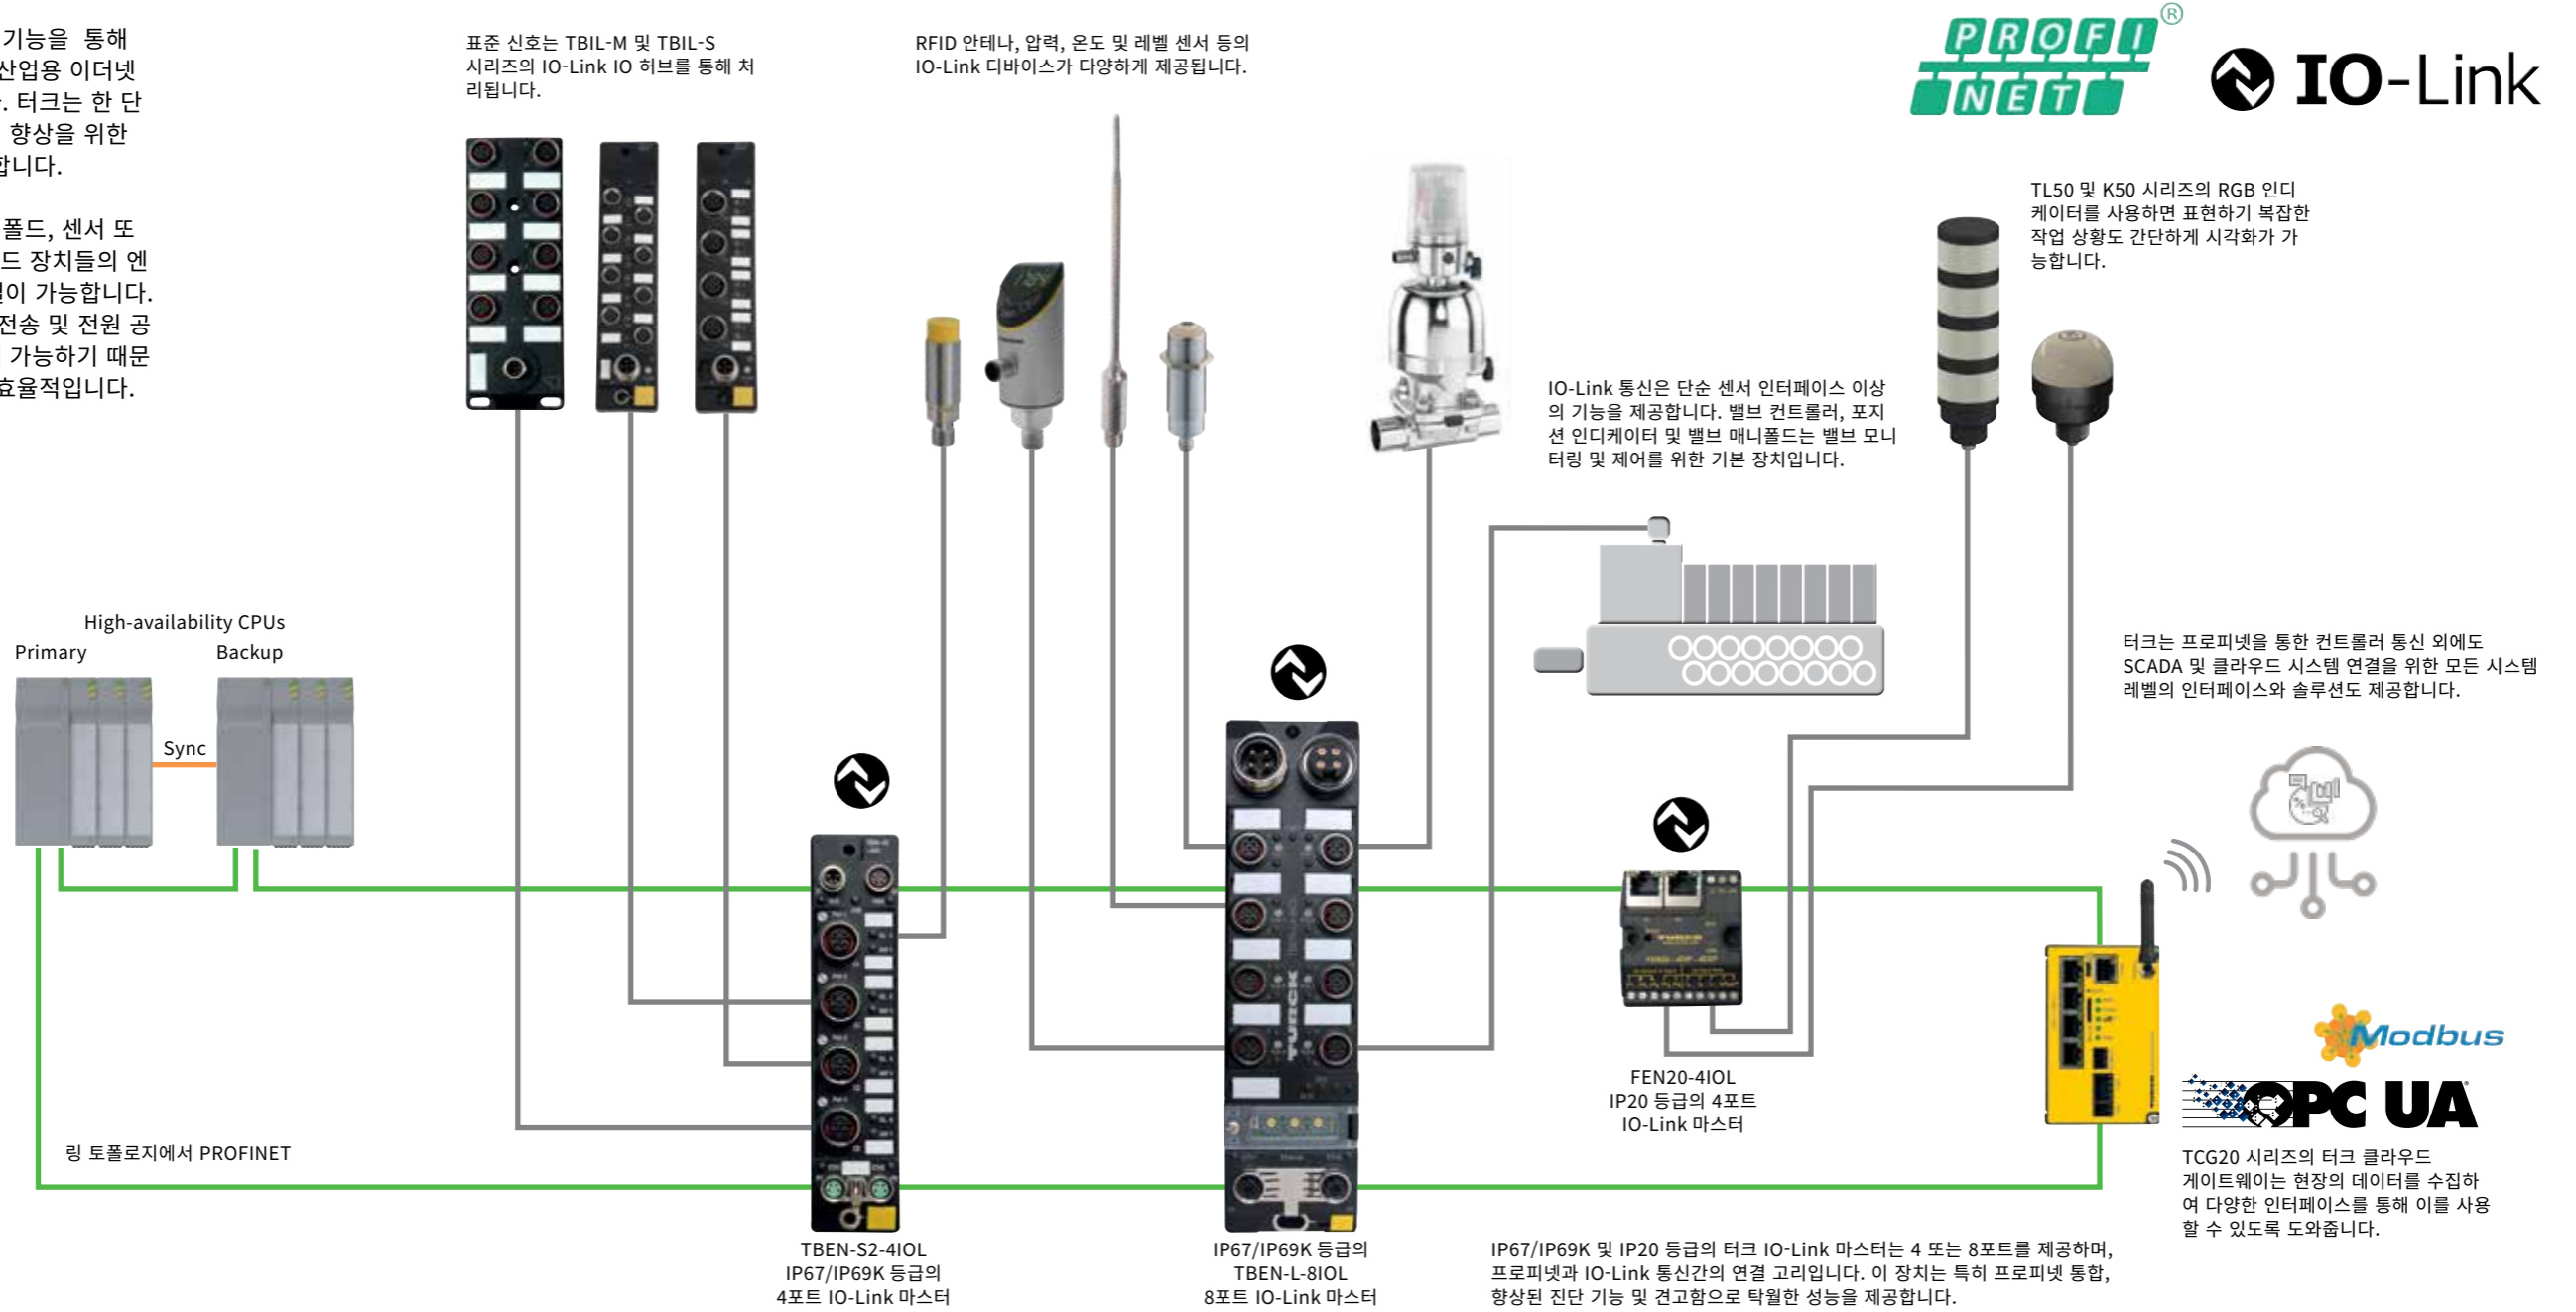 기능을 통해
산업용 이더넷
. 터크는 한 단
향상을 위한
합니다.
폴드, 센서 또
드 장치들의 엔
이 가능합니다.
전송 및 전원 공
가능하기 때문
효율적입니다.
표준 신호는 TBIL-M 및 TBIL-S
시리즈의 IO-Link IO 허브를 통해 처
리됩니다.
RFID 안테나, 압력, 온도 및 레벨 센서 등의
IO-Link 디바이스가 다양하게 제공됩니다.
PROFI
NET
®
IO-Link
TL50 및 K50 시리즈의 RGB 인디
케이터를 사용하면 표현하기 복잡한
작업 상황도 간단하게 시각화가 가
능합니다.
IO-Link 통신은 단순 센서 인터페이스 이상
의 기능을 제공합니다. 밸브 컨트롤러, 포지
션 인디케이터 및 밸브 매니폴드는 밸브 모니
터링 및 제어를 위한 기본 장치입니다.
High-availability CPUs
Primary
Backup
Sync
터크는 프로피넷을 통한 컨트롤러 통신 외에도
SCADA 및 클라우드 시스템 연결을 위한 모든 시스템
레벨의 인터페이스와 솔루션도 제공합니다.
TURCK
링 토폴로지에서 PROFINET
FEN20-4IOL
IP20 등급의 4포트
IO-Link 마스터
Modbus
OPC UA
TCG20 시리즈의 터크 클라우드
게이트웨이는 현장의 데이터를 수집하
여 다양한 인터페이스를 통해 이를 사용
할 수 있도록 도와줍니다.
TBEN-S2-4IOL
IP67/IP69K 등급의
4포트 IO-Link 마스터
IP67/IP69K 등급의
TBEN-L-8IOL
8포트 IO-Link 마스터
IP67/IP69K 및 IP20 등급의 터크 IO-Link 마스터는 4 또는 8포트를 제공하며,
프로피넷과 IO-Link 통신간의 연결 고리입니다. 이 장치는 특히 프로피넷 통합,
향상된 진단 기능 및 견고함으로 탁월한 성능을 제공합니다.